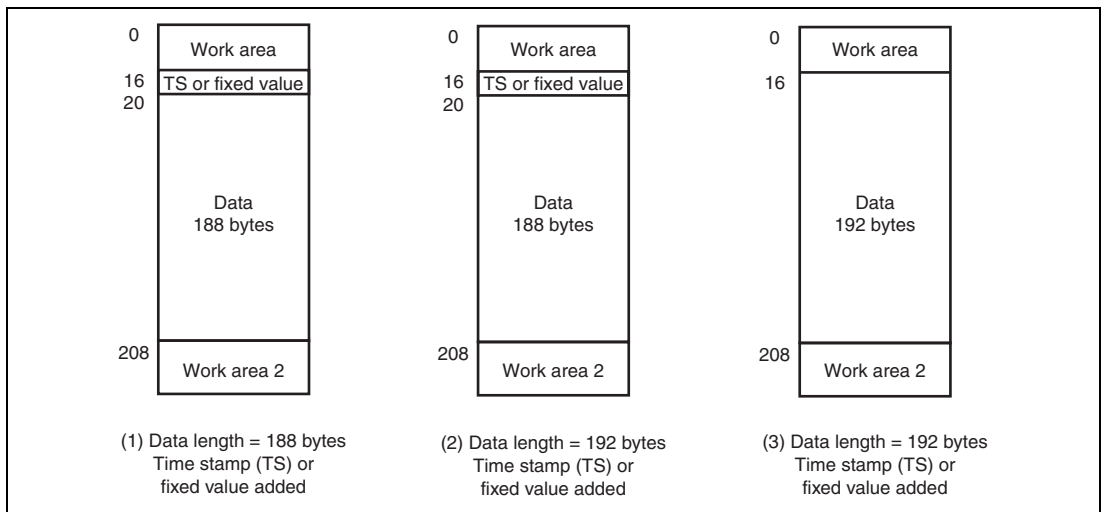 0
Work area
16
TS or fixed value
20
Data
188 bytes
208
Work area 2
(1) Data length = 188 bytes
Time stamp (TS) or
fixed value added
0
Work area
16
TS or fixed value
20
Data
188 bytes
208
Work area 2
(2) Data length = 192 bytes
Time stamp (TS) or
fixed value added
0
Work area
16
Data
192 bytes
208
Work area 2
(3) Data length = 192 bytes
Time stamp (TS) or
fixed value added